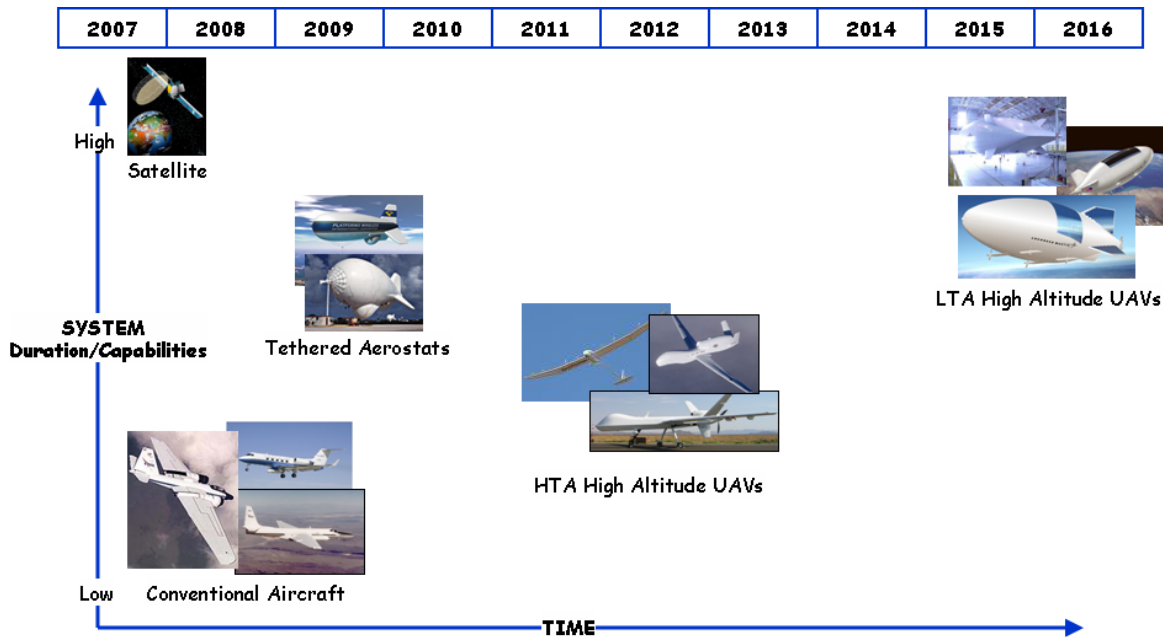 2007 2008 2009 2010 2011 2012 2013 2014 2015 2016
High
Satellite
LTA High Altitude UAVs
SYSTEM
Duration/Capabilities
Tethered Aerostats
HTA High Altitude UAVs
Low
Conventional Aircraft
TIME